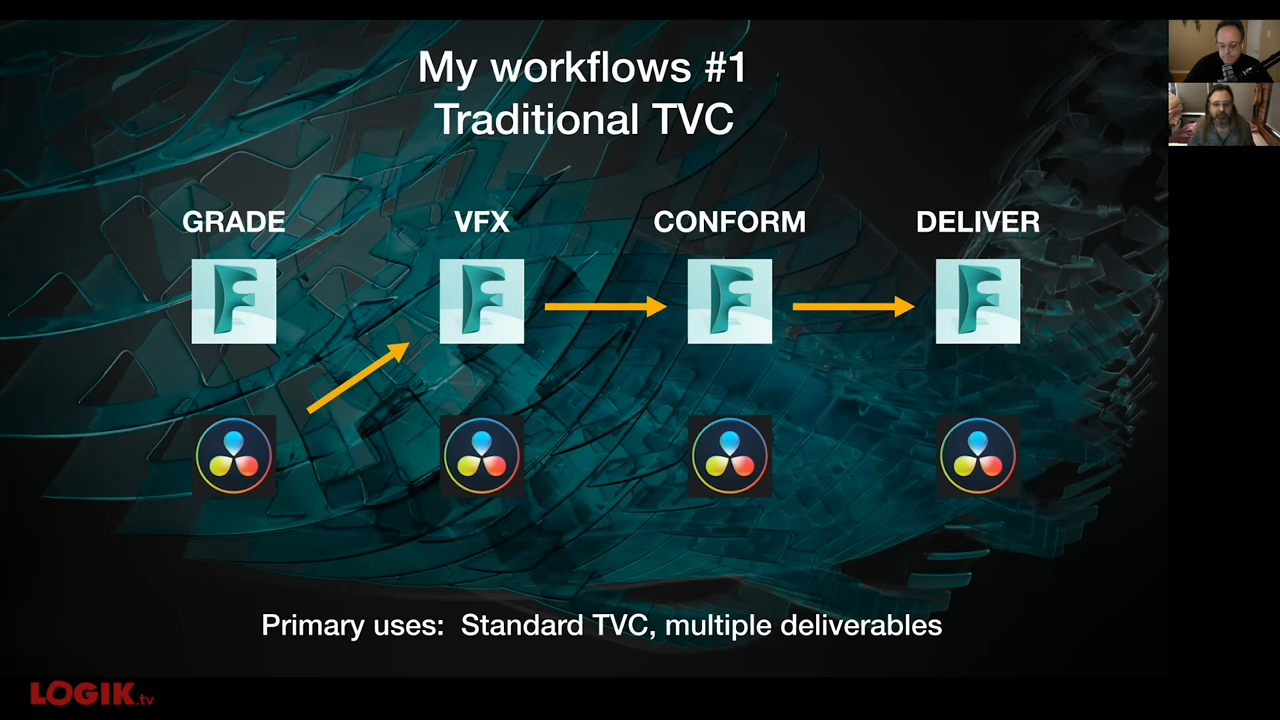 My workflows #1
Traditional TVC
GRADE VFX CONFORM DELIVER
F F F F
Primary uses: Standard TVC, multiple deliverables
LOGIK.tv